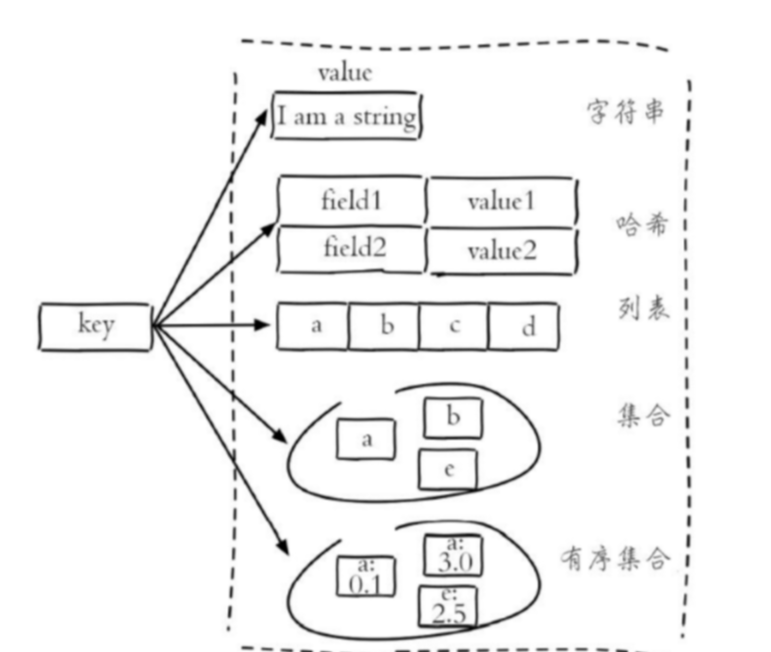 value
I am a string
字符串
field1 value1
哈希
field2 value2
列表
key
a b c d
集合
b
a
e
有序集合
a:
3.0
a:
0.1
e:
2.5